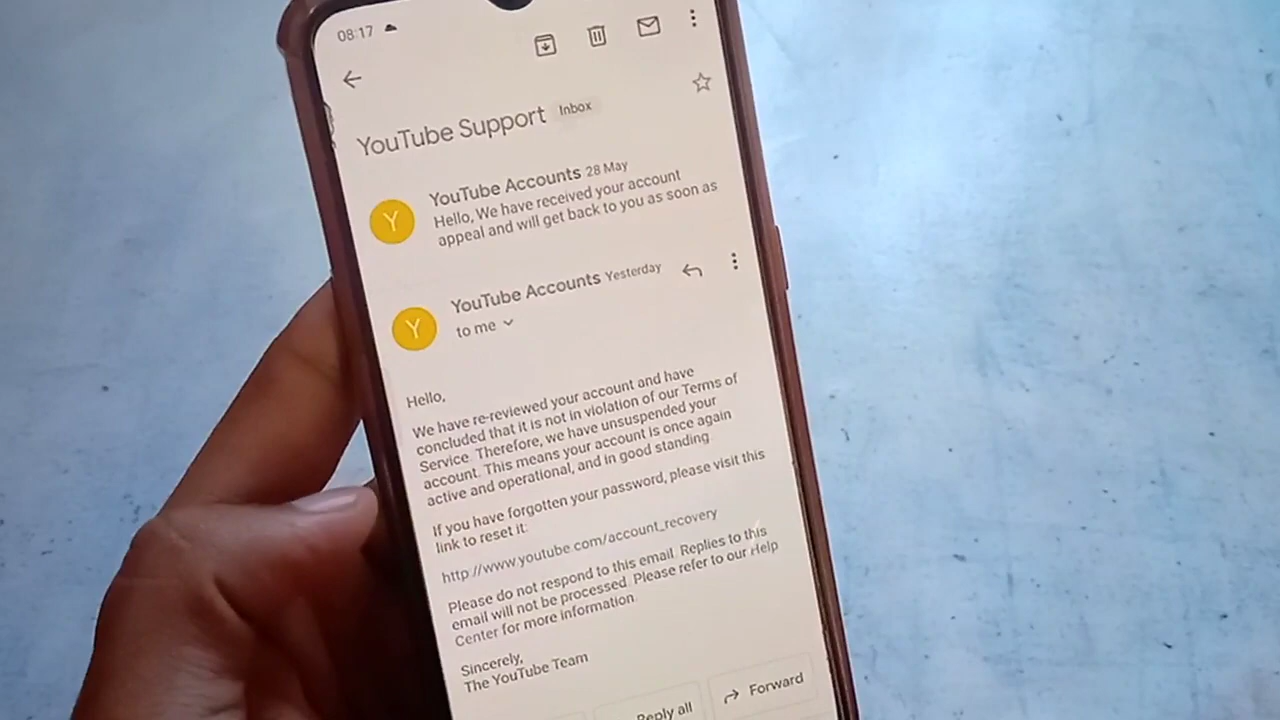 08:17
YouTube Support Inbox
YouTube Accounts 28 May
Hello, We have received your account
appeal and will get back to you as soon as
Y
YouTube Accounts Yesterday
Y
to me
Hello,
We have re-reviewed your account and have
concluded that it is not in violation of our Terms of
Service. Therefore, we have unsuspended your
account. This means your account is once again
active and operational, and in good standing.
If you have forgotten your password, please visit this
link to reset it:
http://www.youtube.com/account_recovery
Please do not respond to this email. Replies to this
email will not be processed. Please refer to our Help
Center for more information.
Sincerely,
The YouTube Team
Reply all
Forward